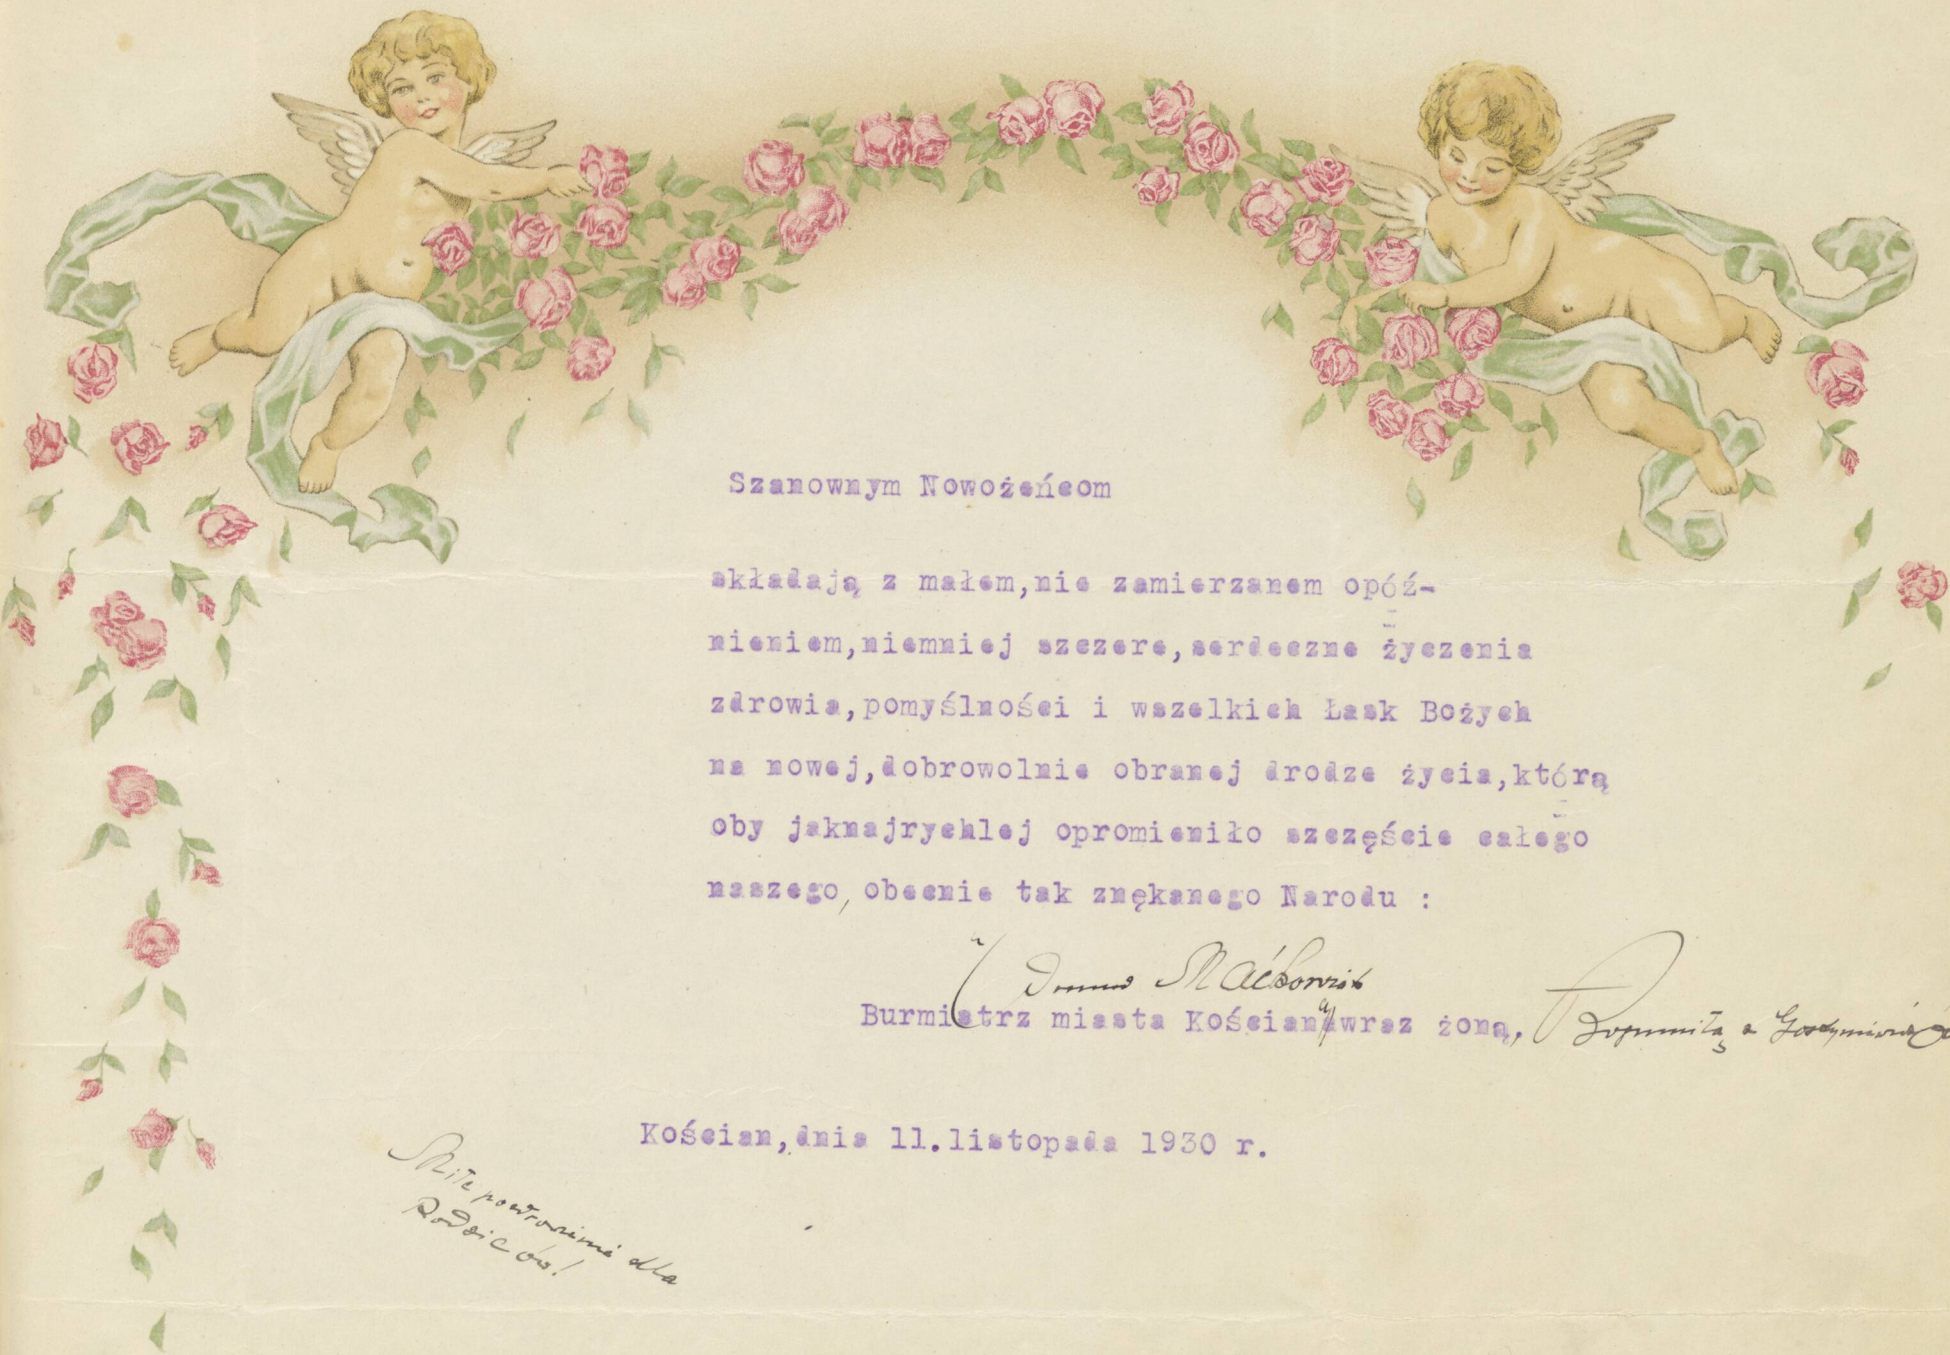 Szanownym Nowożeńcom
składają z małem,nie zamierzanem opóź-
nieniem,niemniej szczere,serdeczne życzenia
zdrowia,pomyślności i wszelkich Łask Bożych
na nowej,dobrowolnie obranej drodze życia,którą
oby jaknajrychlej opromieniło szczęście całego
naszego,obecnie tak znękanego Narodu :
Burmistrz miasta Kościana wraz żoną,
Kościan,dnia 11.listopada 1930 r.
Miłe pozdrowienia dla
Rodziców!